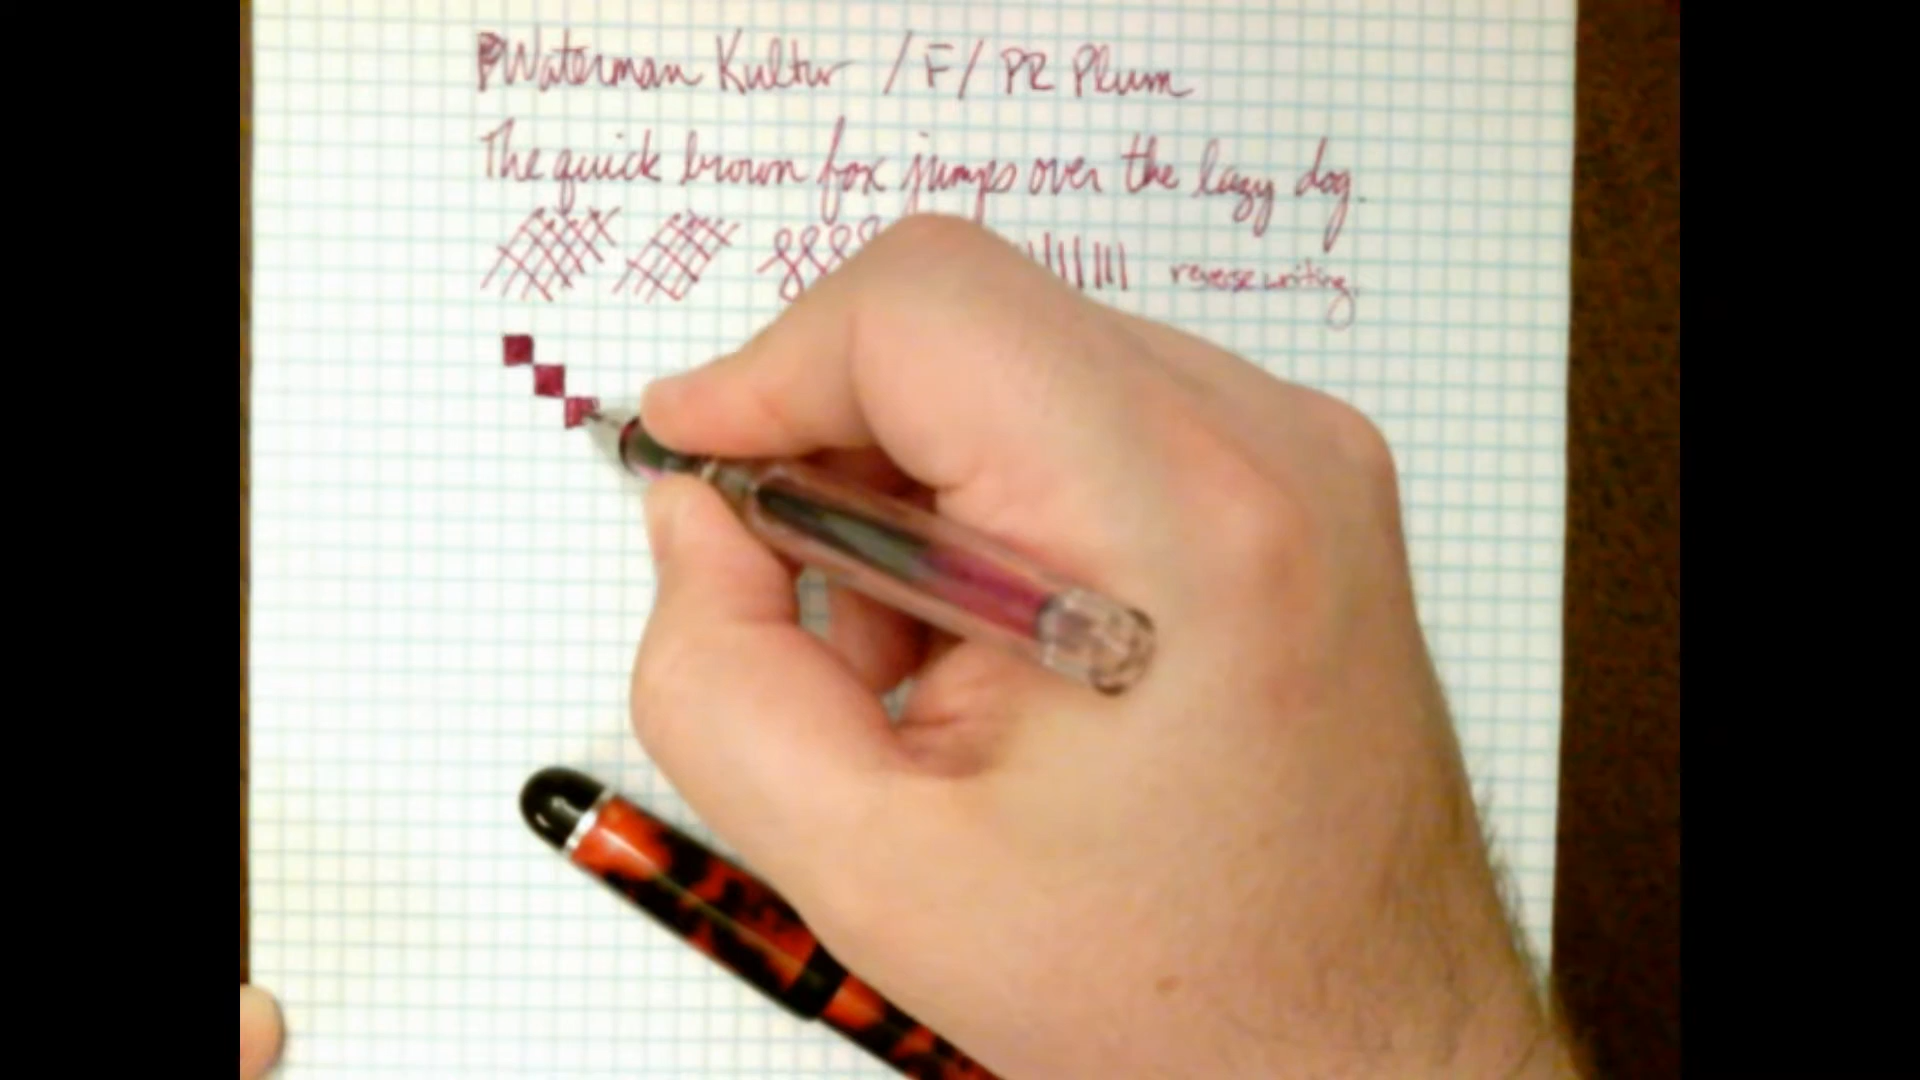 Waterman Kultur / F / PR Plum
The quick brown fox jumps over the lazy dog.
reverse writing.